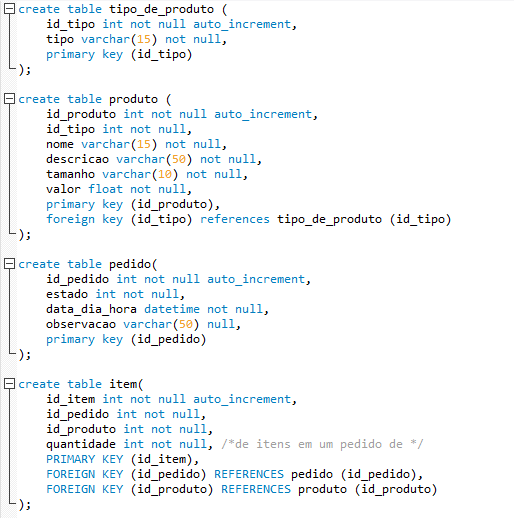 create table tipo_de_produto (
    id_tipo int not null auto_increment,
    tipo varchar(15) not null,
    primary key (id_tipo)
);
create table produto (
    id_produto int not null auto_increment,
    id_tipo int not null,
    nome varchar(15) not null,
    descricao varchar(50) not null,
    tamanho varchar(10) not null,
    valor float not null,
    primary key (id_produto),
    foreign key (id_tipo) references tipo_de_produto (id_tipo)
);
create table pedido(
    id_pedido int not null auto_increment,
    estado int not null,
    data_dia_hora datetime not null,
    observacao varchar(50) null,
    primary key (id_pedido)
);
create table item(
    id_item int not null auto_increment,
    id_pedido int not null,
    id_produto int not null,
    quantidade int not null, /*de itens em um pedido de */
    PRIMARY KEY (id_item),
    FOREIGN KEY (id_pedido) REFERENCES pedido (id_pedido),
    FOREIGN KEY (id_produto) REFERENCES produto (id_produto)
);